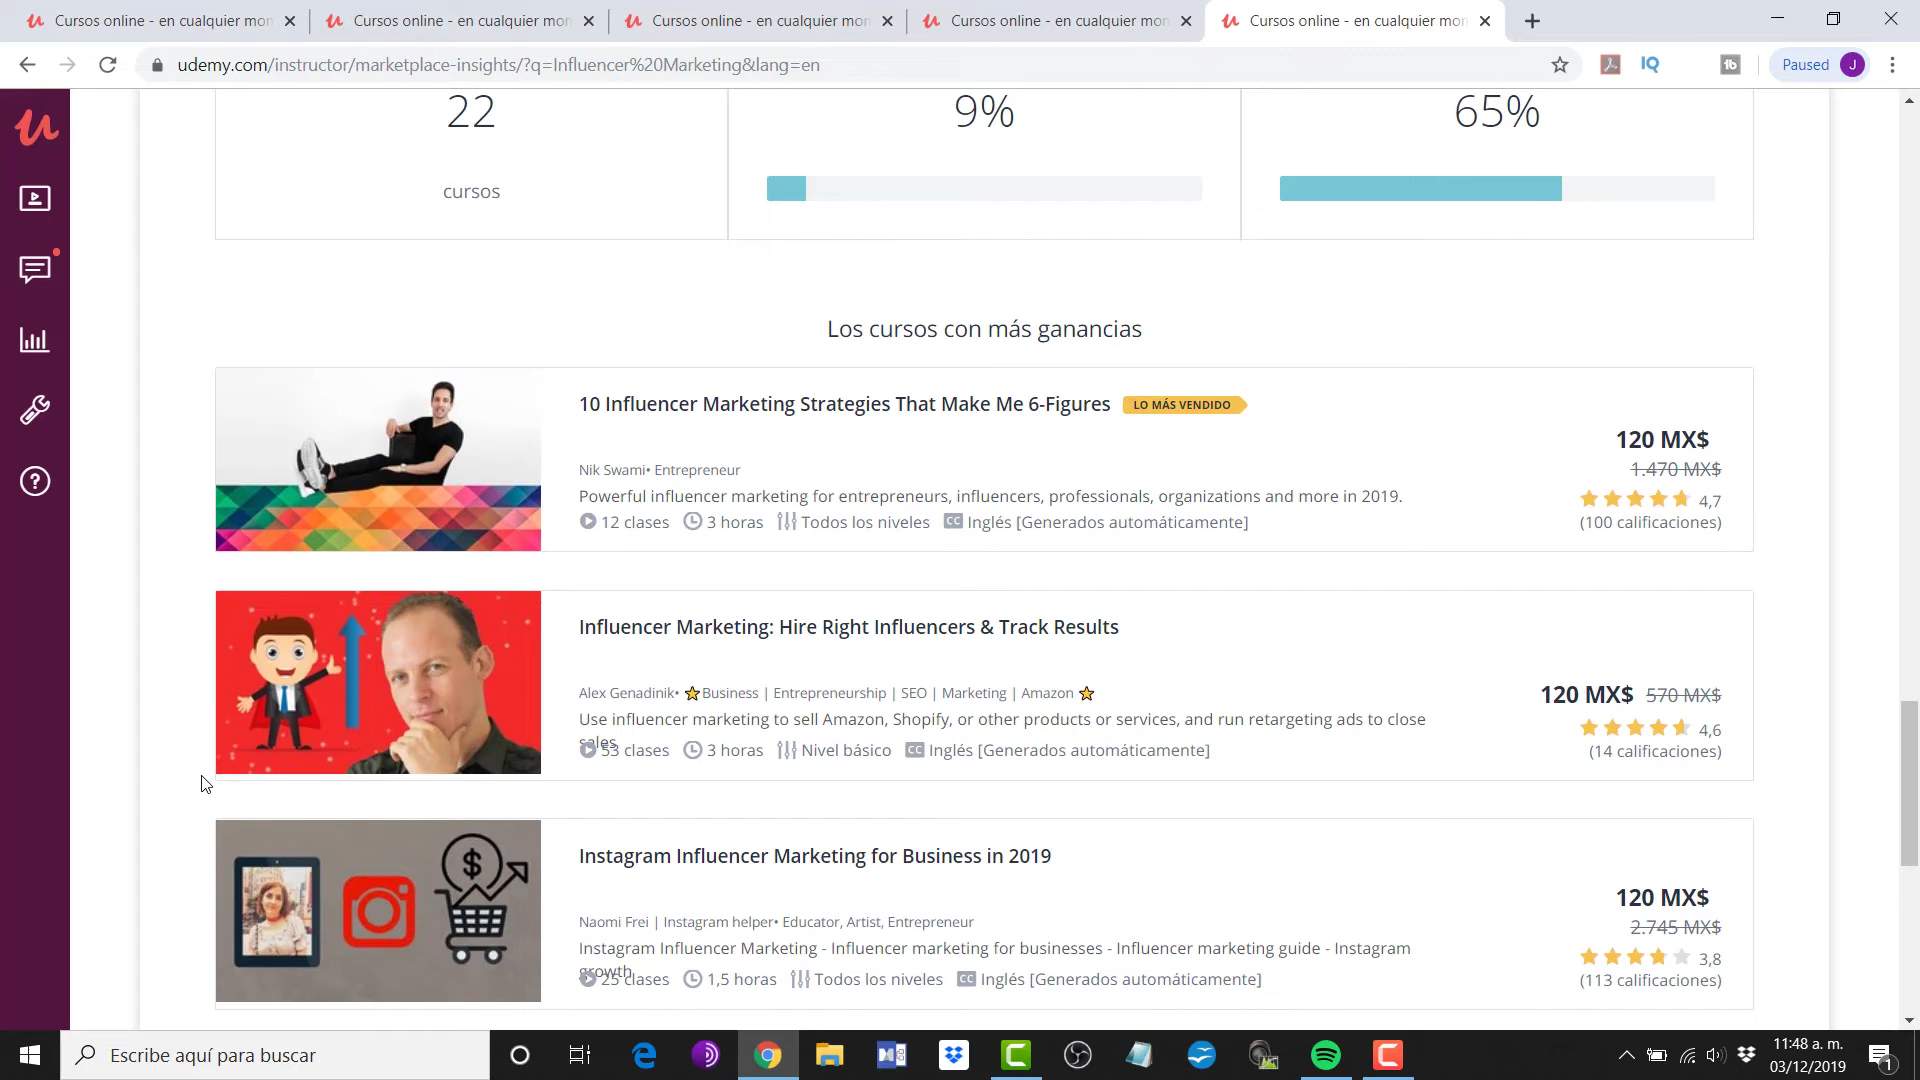 Cursos online - en cualquier mon
Cursos online - en cualquier mon
Cursos online - en cualquier mon
Cursos online - en cualquier mon
Cursos online - en cualquier mon
udemy.com/instructor/marketplace-insights/?q=Influencer%20Marketing&lang=en
IQ
tb
Paused
J
22
9%
65%
cursos
Los cursos con más ganancias
10 Influencer Marketing Strategies That Make Me 6-Figures
LO MÁS VENDIDO
120 MX$
1.470 MX$
Nik Swami• Entrepreneur
Powerful influencer marketing for entrepreneurs, influencers, professionals, organizations and more in 2019.
4,7
12 clases 3 horas Todos los niveles CC Inglés [Generados automáticamente]
(100 calificaciones)
Influencer Marketing: Hire Right Influencers & Track Results
Alex Genadinik• ⭐Business | Entrepreneurship | SEO | Marketing | Amazon ⭐
120 MX$ 570 MX$
Use influencer marketing to sell Amazon, Shopify, or other products or services, and run retargeting ads to close
sales
4,6
53 clases 3 horas Nivel básico CC Inglés [Generados automáticamente]
(14 calificaciones)
Instagram Influencer Marketing for Business in 2019
120 MX$
2.745 MX$
Naomi Frei | Instagram helper• Educator, Artist, Entrepreneur
Instagram Influencer Marketing - Influencer marketing for businesses - Influencer marketing guide - Instagram
growth
3,8
25 clases 1,5 horas Todos los niveles CC Inglés [Generados automáticamente]
(113 calificaciones)
Escribe aquí para buscar
11:48 a. m.
03/12/2019
1